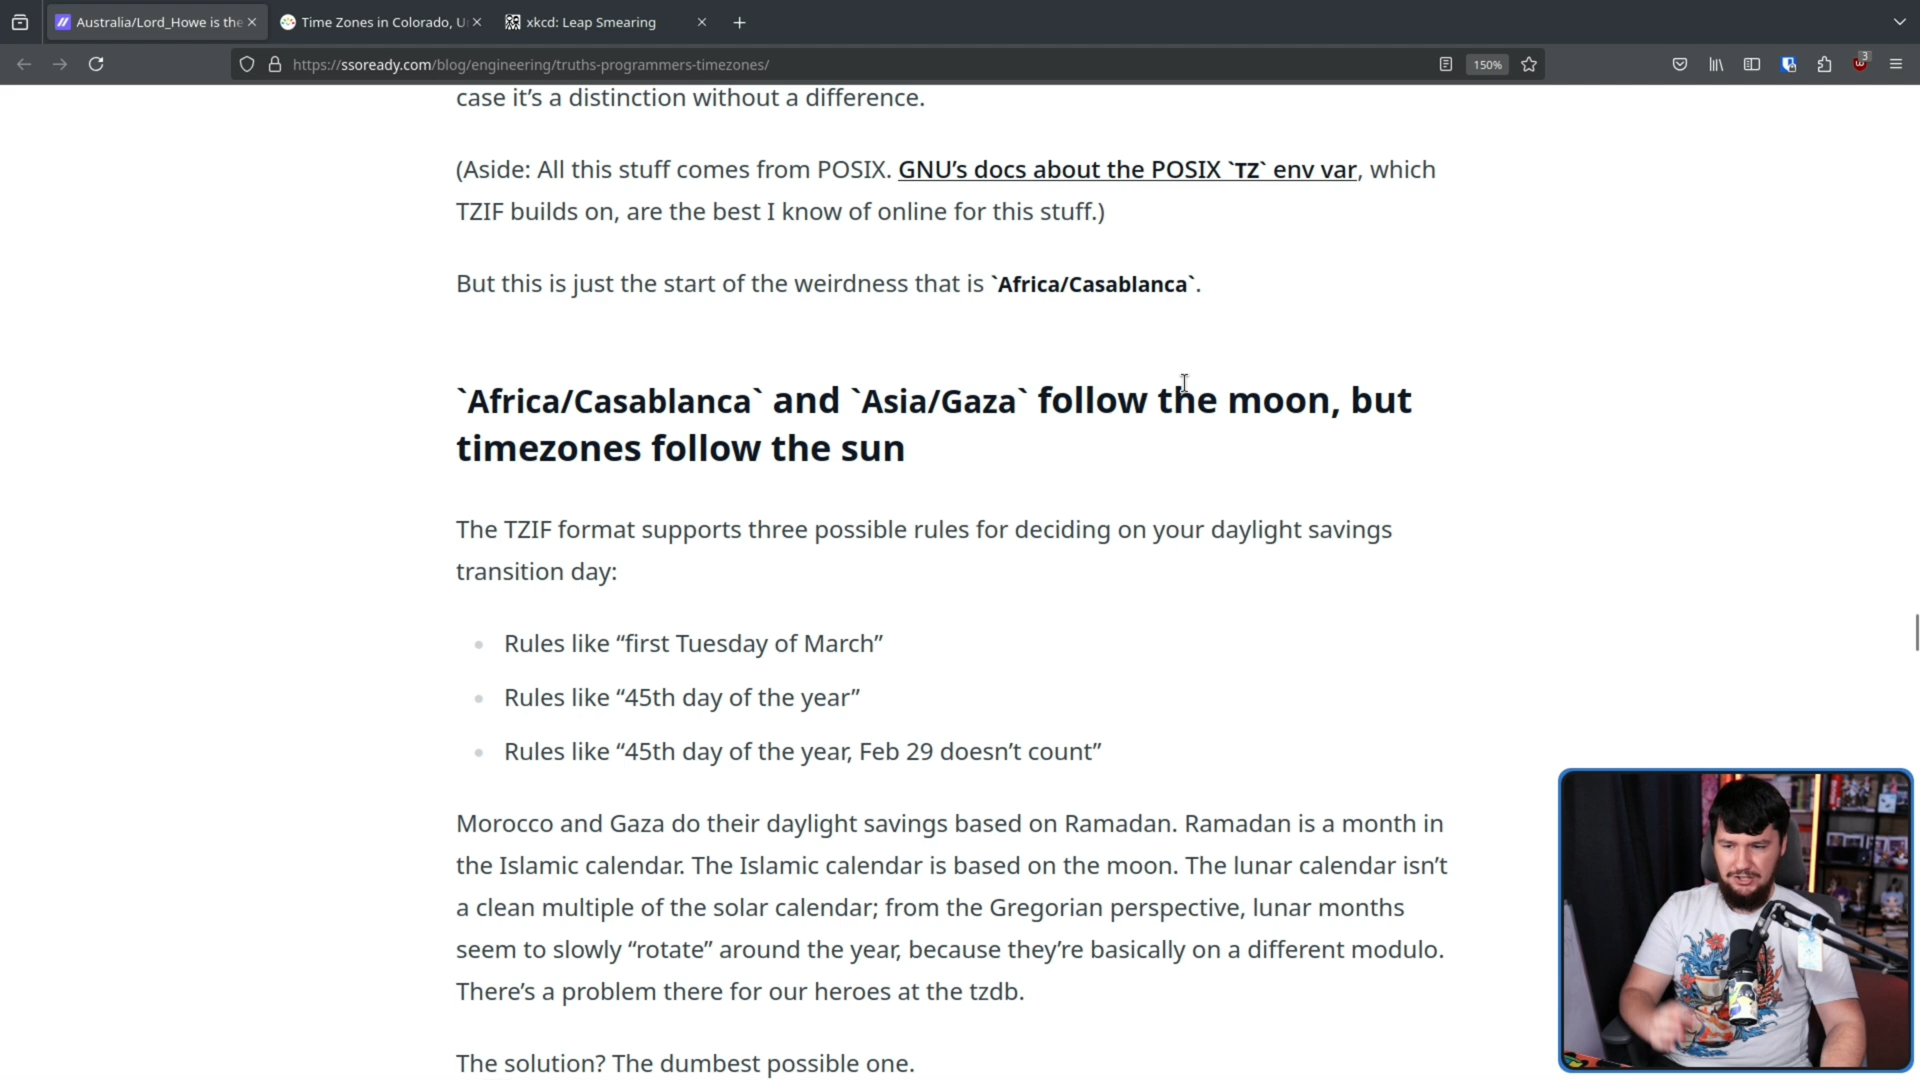 Australia/Lord_Howe is the
Time Zones in Colorado, U
xkcd: Leap Smearing
https://ssoready.com/blog/engineering/truths-programmers-timezones/
150%
3
case it’s a distinction without a difference.
(Aside: All this stuff comes from POSIX. GNU’s docs about the POSIX `TZ` env var, which
TZIF builds on, are the best I know of online for this stuff.)
But this is just the start of the weirdness that is `Africa/Casablanca`.
`Africa/Casablanca` and `Asia/Gaza` follow the moon, but
timezones follow the sun
The TZIF format supports three possible rules for deciding on your daylight savings
transition day:
Rules like “first Tuesday of March”
Rules like “45th day of the year”
Rules like “45th day of the year, Feb 29 doesn’t count”
Morocco and Gaza do their daylight savings based on Ramadan. Ramadan is a month in
the Islamic calendar. The Islamic calendar is based on the moon. The lunar calendar isn’t
a clean multiple of the solar calendar; from the Gregorian perspective, lunar months
seem to slowly “rotate” around the year, because they’re basically on a different modulo.
There’s a problem there for our heroes at the tzdb.
The solution? The dumbest possible one.